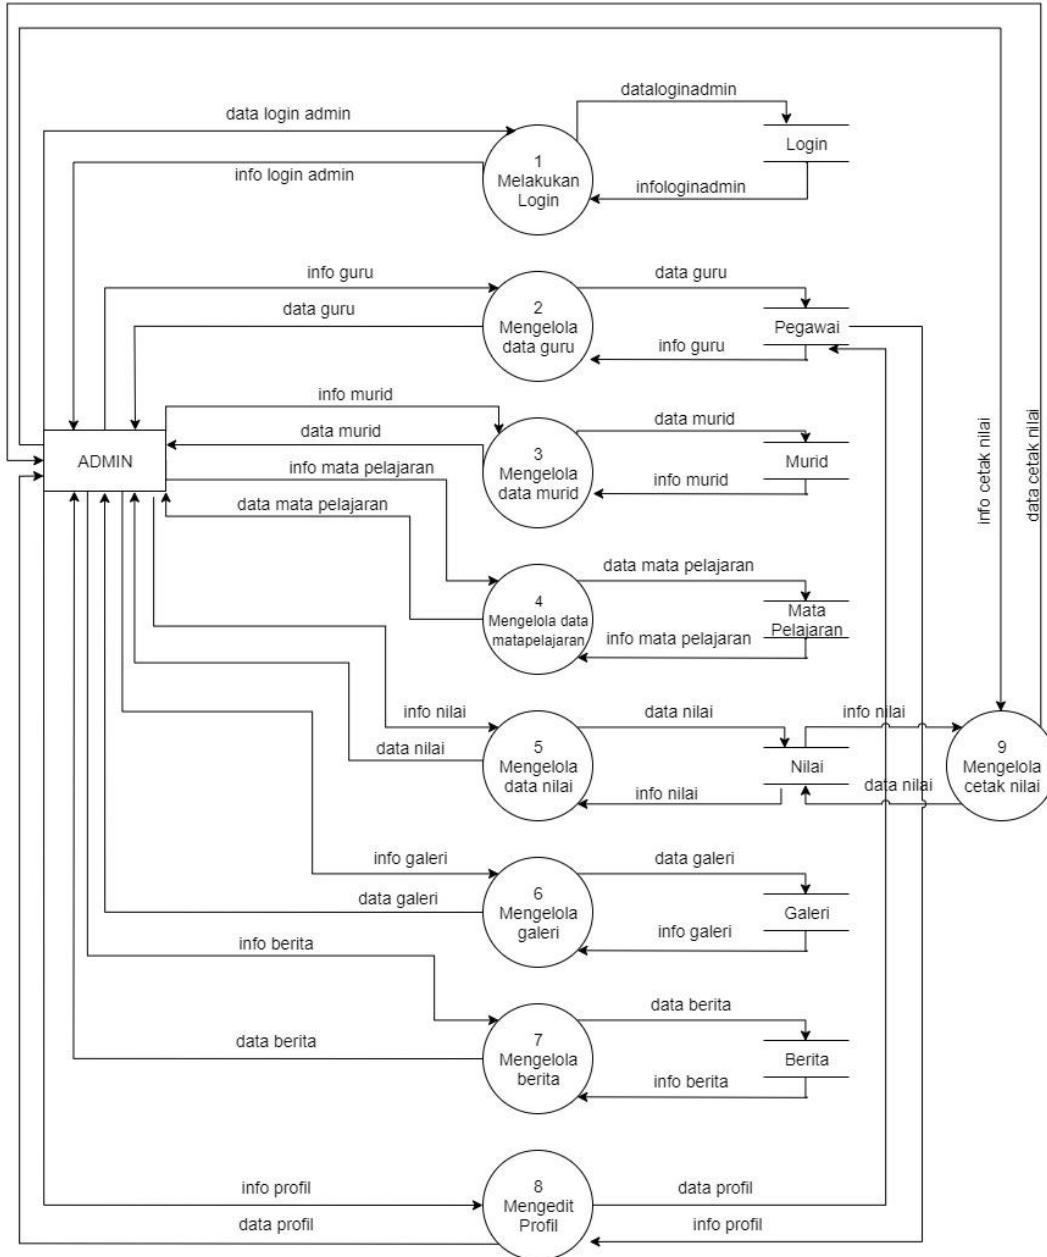 dataloginadmin
data login admin
Login
1
Melakukan
Login
info login admin
infologinadmin
info guru
data guru
data guru
2
Mengelola
data guru
Pegawai
info guru
info murid
data murid
data murid
3
Mengelola
data murid
Murid
ADMIN
info mata pelajaran
info murid
data mata pelajaran
info cetak nilai
data cetak nilai
data mata pelajaran
4
Mengelola data
matapelajaran
Mata
Pelajaran
info mata pelajaran
info nilai
data nilai
info nilai
data nilai
5
Mengelola
data nilai
Nilai
9
Mengelola
cetak nilai
info nilai
data nilai
info galeri
data galeri
data galeri
6
Mengelola
galeri
Galeri
info berita
info galeri
data berita
data berita
7
Mengelola
berita
Berita
info berita
info profil
8
Mengedit
Profil
data profil
data profil
info profil